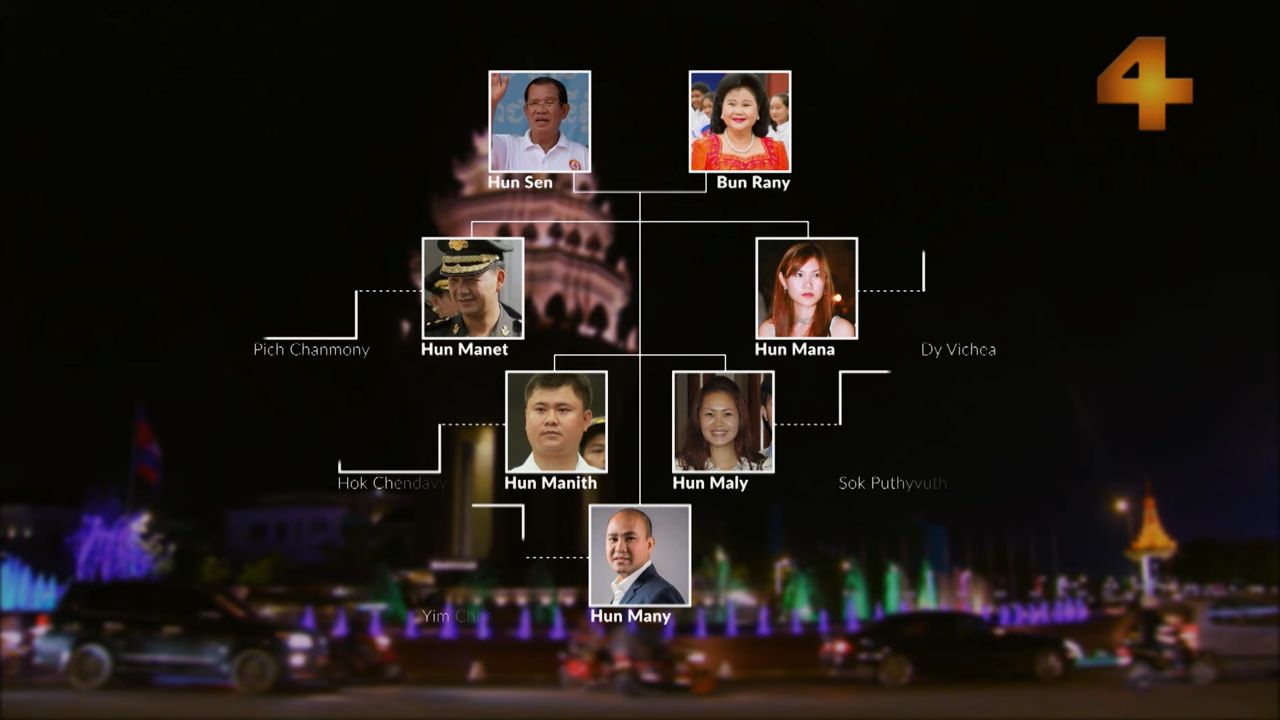 4
Hun Sen
Bun Rany
Pich Chanmony
Hun Manet
Hun Mana
Dy Vichea
Hok Chendavy
Hun Manith
Hun Maly
Sok Puthyvuth
Yim
Hun Many